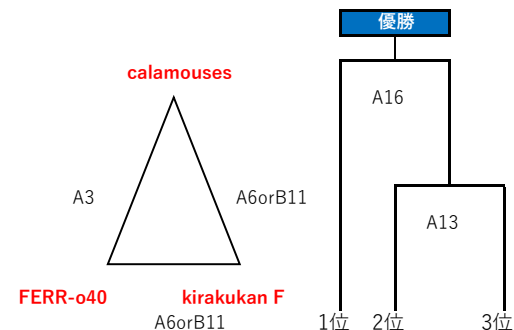 優勝
calamouses
A16
A3
A6orB11
A13
FERR-o40
kirakukan F
A6orB11
1位
2位
3位